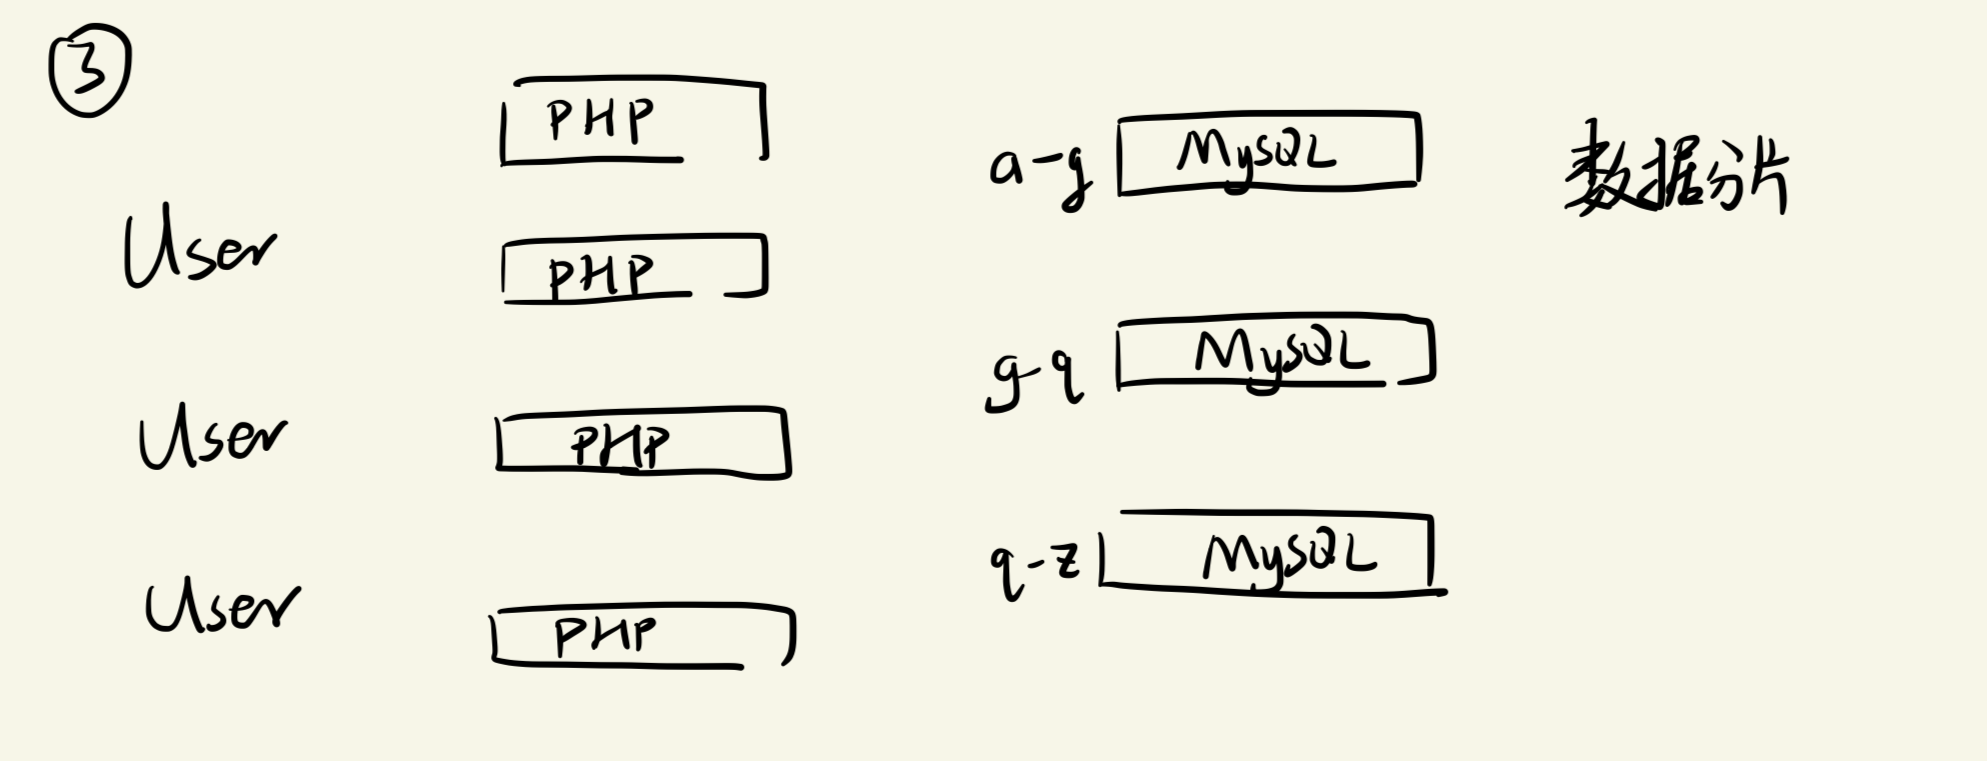 ③
PHP
a-g MySQL 数据分片
User
PHP
g-q MySQL
User PHP
q-z MySQL
User PHP